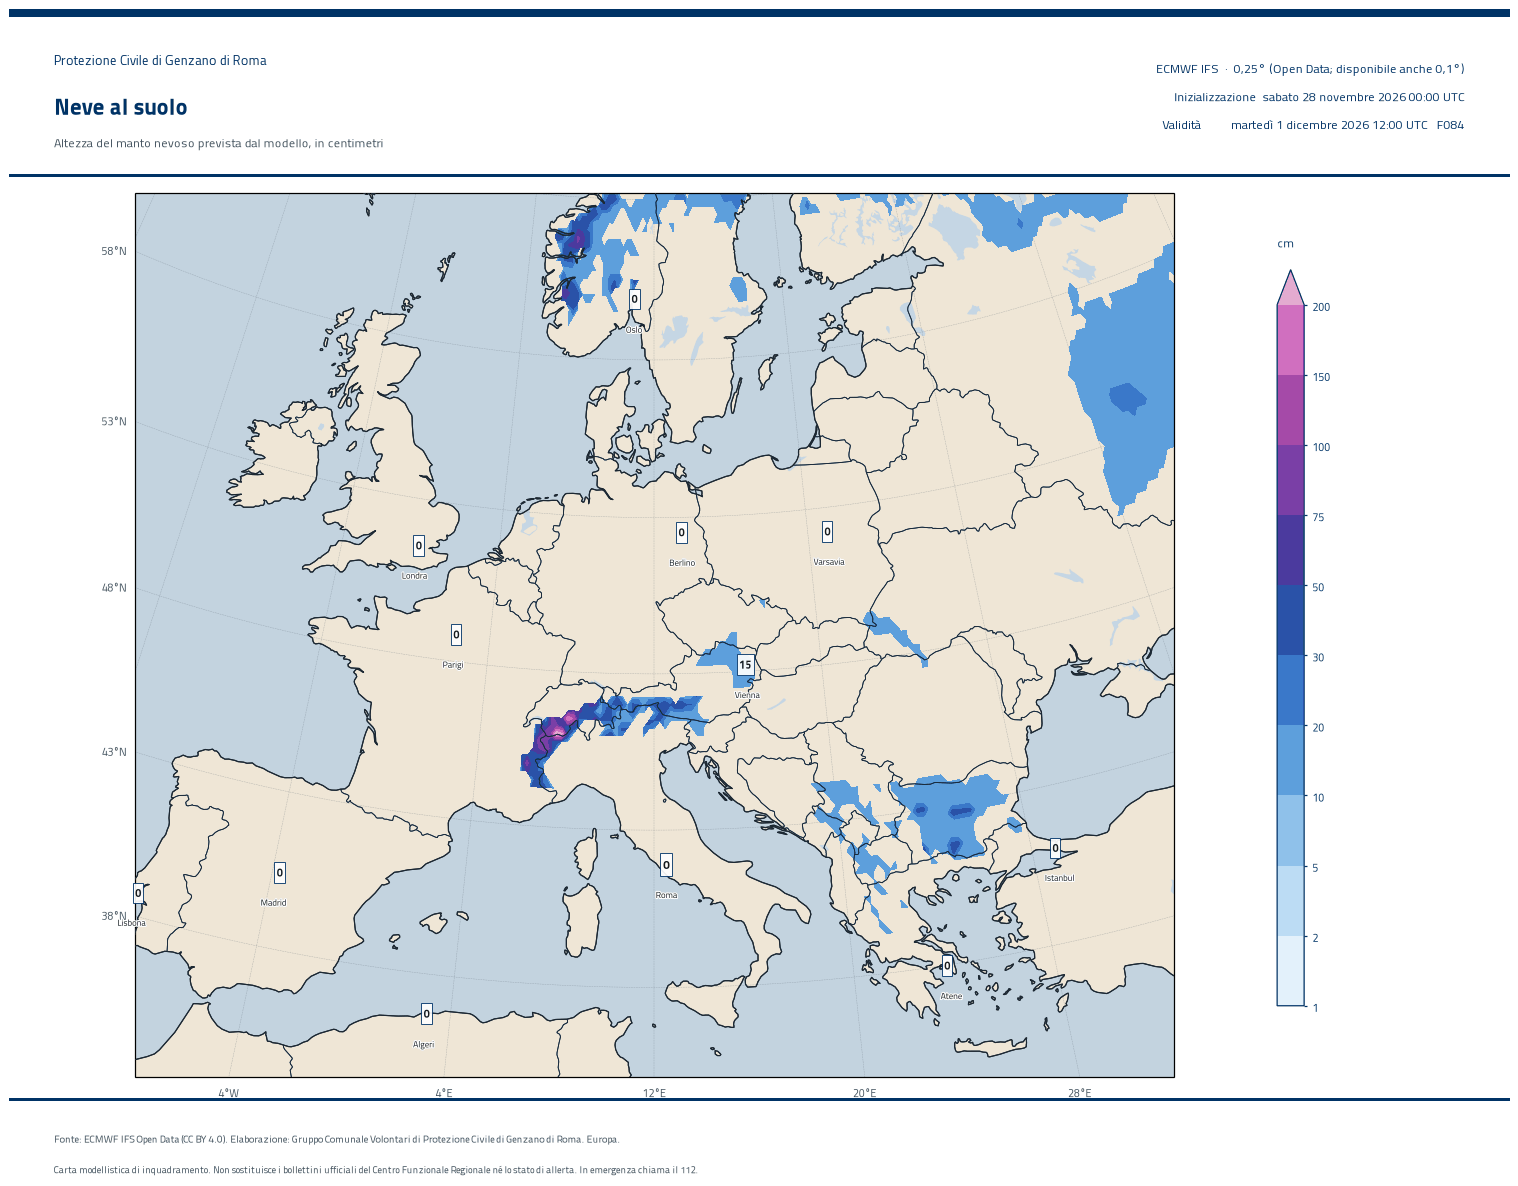 Protezione Civile di Genzano di Roma
Neve al suolo
Altezza del manto nevoso prevista dal modello, in centimetri
ECMWF IFS · 0,25° (Open Data; disponibile anche 0,1°)
Inizializzazione sabato 28 novembre 2026 00:00 UTC
Validità martedì 1 dicembre 2026 12:00 UTC F084
58°N
53°N
48°N
43°N
38°N
4°W
4°E
12°E
20°E
28°E
0
Oslo
0
Londra
0
Berlino
0
Varsavia
0
Parigi
15
Vienna
0
Madrid
0
Lisbona
0
Roma
0
Istanbul
0
Atene
0
Algeri
cm
200
150
100
75
50
30
20
10
5
2
1
Fonte: ECMWF IFS Open Data (CC BY 4.0). Elaborazione: Gruppo Comunale Volontari di Protezione Civile di Genzano di Roma. Europa.
Carta modellistica di inquadramento. Non sostituisce i bollettini ufficiali del Centro Funzionale Regionale né lo stato di allerta. In emergenza chiama il 112.